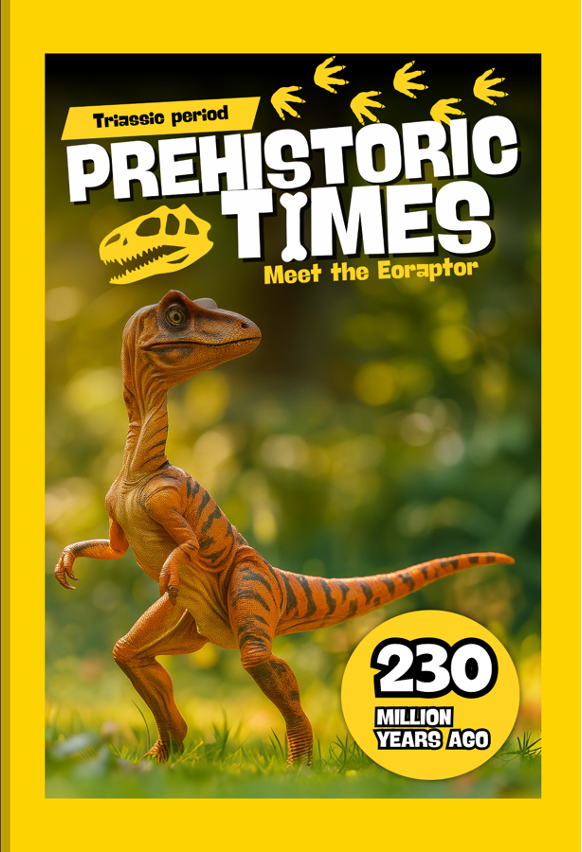 Triassic period
PREHISTORIC
TIMES
Meet the Eoraptor
230
MILLION
YEARS AGO